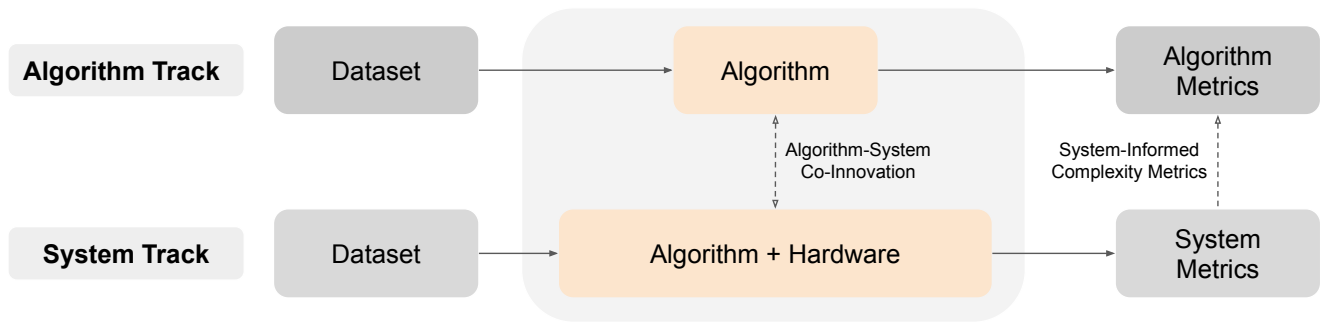 Algorithm Track
Dataset
Algorithm
Algorithm
Metrics
Algorithm-System
Co-Innovation
System-Informed
Complexity Metrics
System Track
Dataset
Algorithm + Hardware
System
Metrics